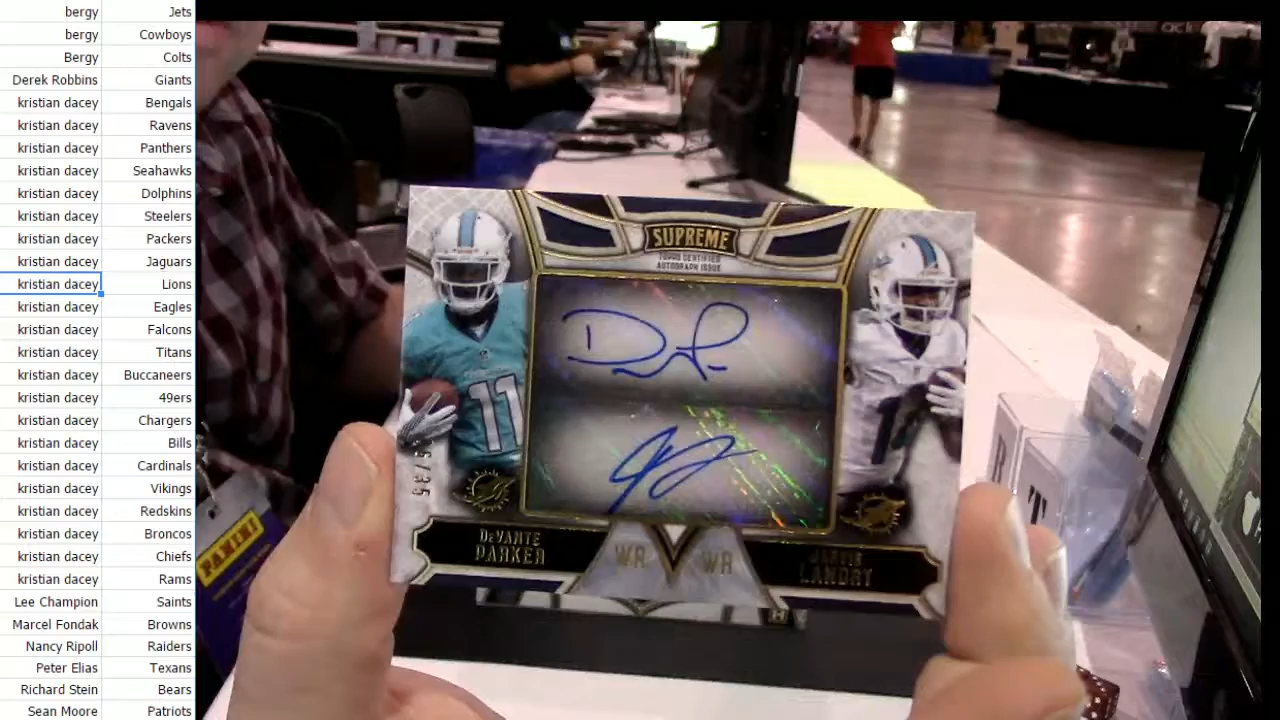 bergy Jets
bergy Cowboys
Bergy Colts
Derek Robbins Giants
kristian dacey Bengals
kristian dacey Ravens
kristian dacey Panthers
kristian dacey Seahawks
kristian dacey Dolphins
kristian dacey Steelers
kristian dacey Packers
kristian dacey Jaguars
kristian dacey Lions
kristian dacey Eagles
kristian dacey Falcons
kristian dacey Titans
kristian dacey Buccaneers
kristian dacey 49ers
kristian dacey Chargers
kristian dacey Bills
kristian dacey Cardinals
kristian dacey Vikings
kristian dacey Redskins
kristian dacey Broncos
kristian dacey Chiefs
kristian dacey Rams
Lee Champion Saints
Marcel Fondak Browns
Nancy Ripoll Raiders
Peter Elias Texans
Richard Stein Bears
Sean Moore Patriots
SUPREME
TOPPS CERTIFIED
AUTOGRAPH ISSUE
11
DEVANTE
PARKER
WR WR
JARVIS
LANDRY
PANINI